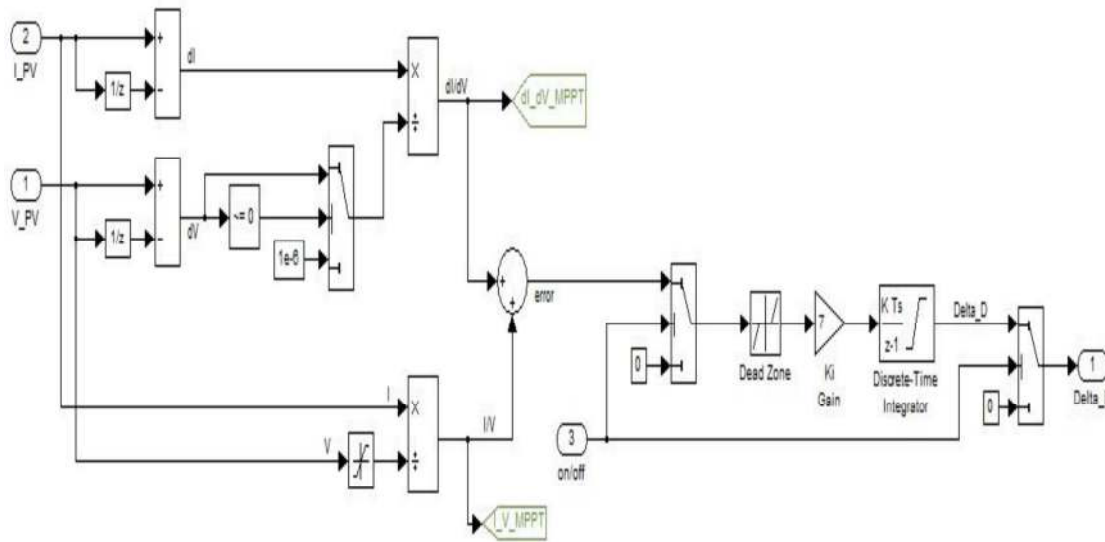 2
I_PV
+
1/z
−
dI
X
÷
dI/dV
dI_dV_MPPT
1
V_PV
+
1/z
−
dV
~= 0
1e-6
+
+
error
I
V
X
÷
I/V
I_V_MPPT
0
3
on/off
Dead Zone
7
Ki
Gain
K Ts
z-1
Discrete-Time
Integrator
Delta_D
0
1